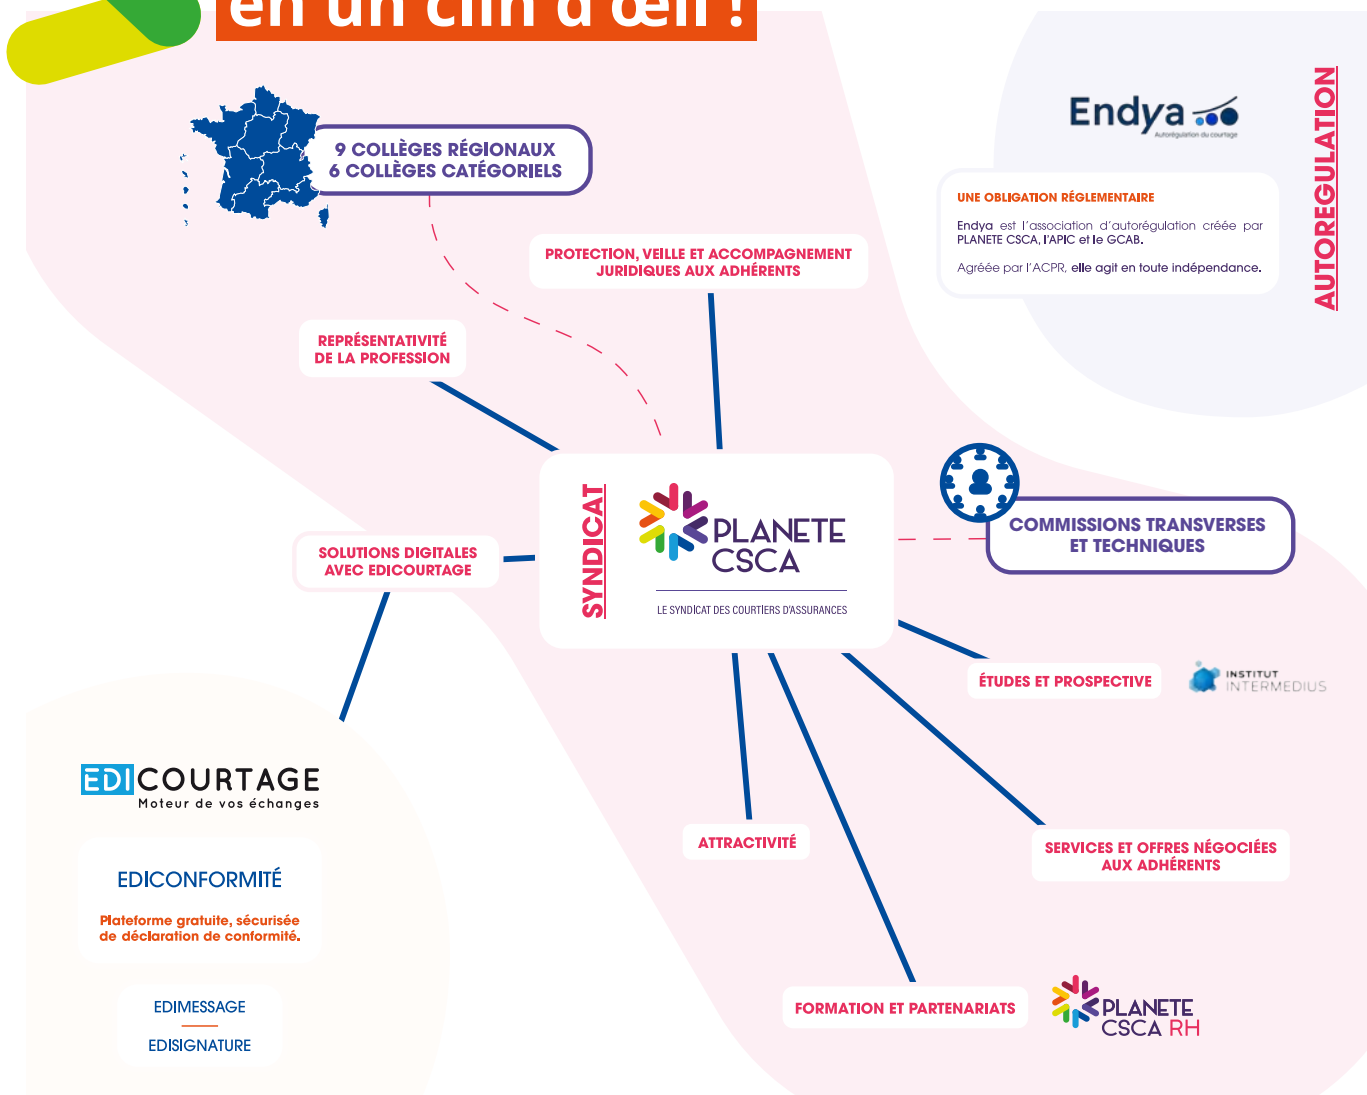 en un clin d'œil !
9 COLLÈGES RÉGIONAUX
6 COLLÈGES CATÉGORIELS
Endya
Autorégulation du courtage
AUTOREGULATION
UNE OBLIGATION RÉGLEMENTAIRE
Endya est l'association d'autorégulation créée par
PLANETE CSCA, l'APIC et le GCAB.
Agréée par l'ACPR, elle agit en toute indépendance.
PROTECTION, VEILLE ET ACCOMPAGNEMENT
JURIDIQUES AUX ADHÉRENTS
REPRÉSENTATIVITÉ
DE LA PROFESSION
SYNDICAT
PLANETE
CSCA
LE SYNDICAT DES COURTIERS D'ASSURANCES
COMMISSIONS TRANSVERSES
ET TECHNIQUES
SOLUTIONS DIGITALES
AVEC EDICOURTAGE
ÉTUDES ET PROSPECTIVE
INSTITUT
INTERMEDIUS
EDICOURTAGE
Moteur de vos échanges
EDICONFORMITÉ
Plateforme gratuite, sécurisée
de déclaration de conformité.
EDIMESSAGE
EDISIGNATURE
ATTRACTIVITÉ
SERVICES ET OFFRES NÉGOCIÉES
AUX ADHÉRENTS
FORMATION ET PARTENARIATS
PLANETE
CSCA RH